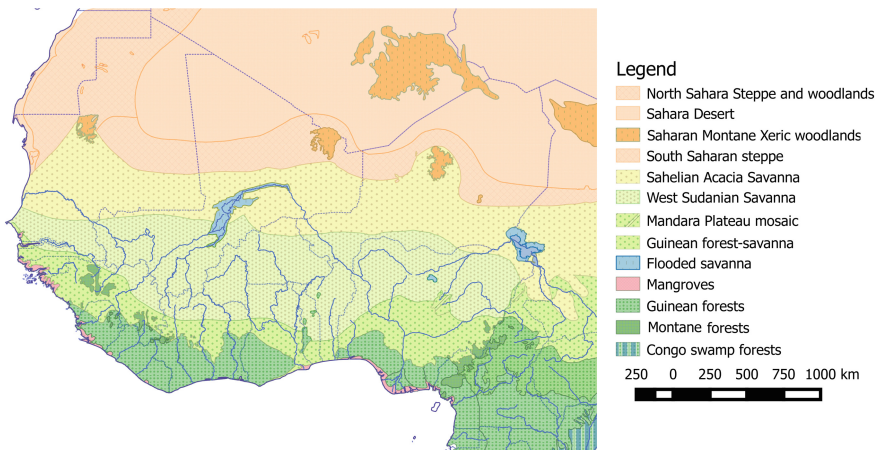 Legend
North Sahara Steppe and woodlands
Sahara Desert
Saharan Montane Xeric woodlands
South Saharan steppe
Sahelian Acacia Savanna
West Sudanian Savanna
Mandara Plateau mosaic
Guinean forest-savanna
Flooded savanna
Mangroves
Guinean forests
Montane forests
Congo swamp forests
250 0 250 500 750 1000 km